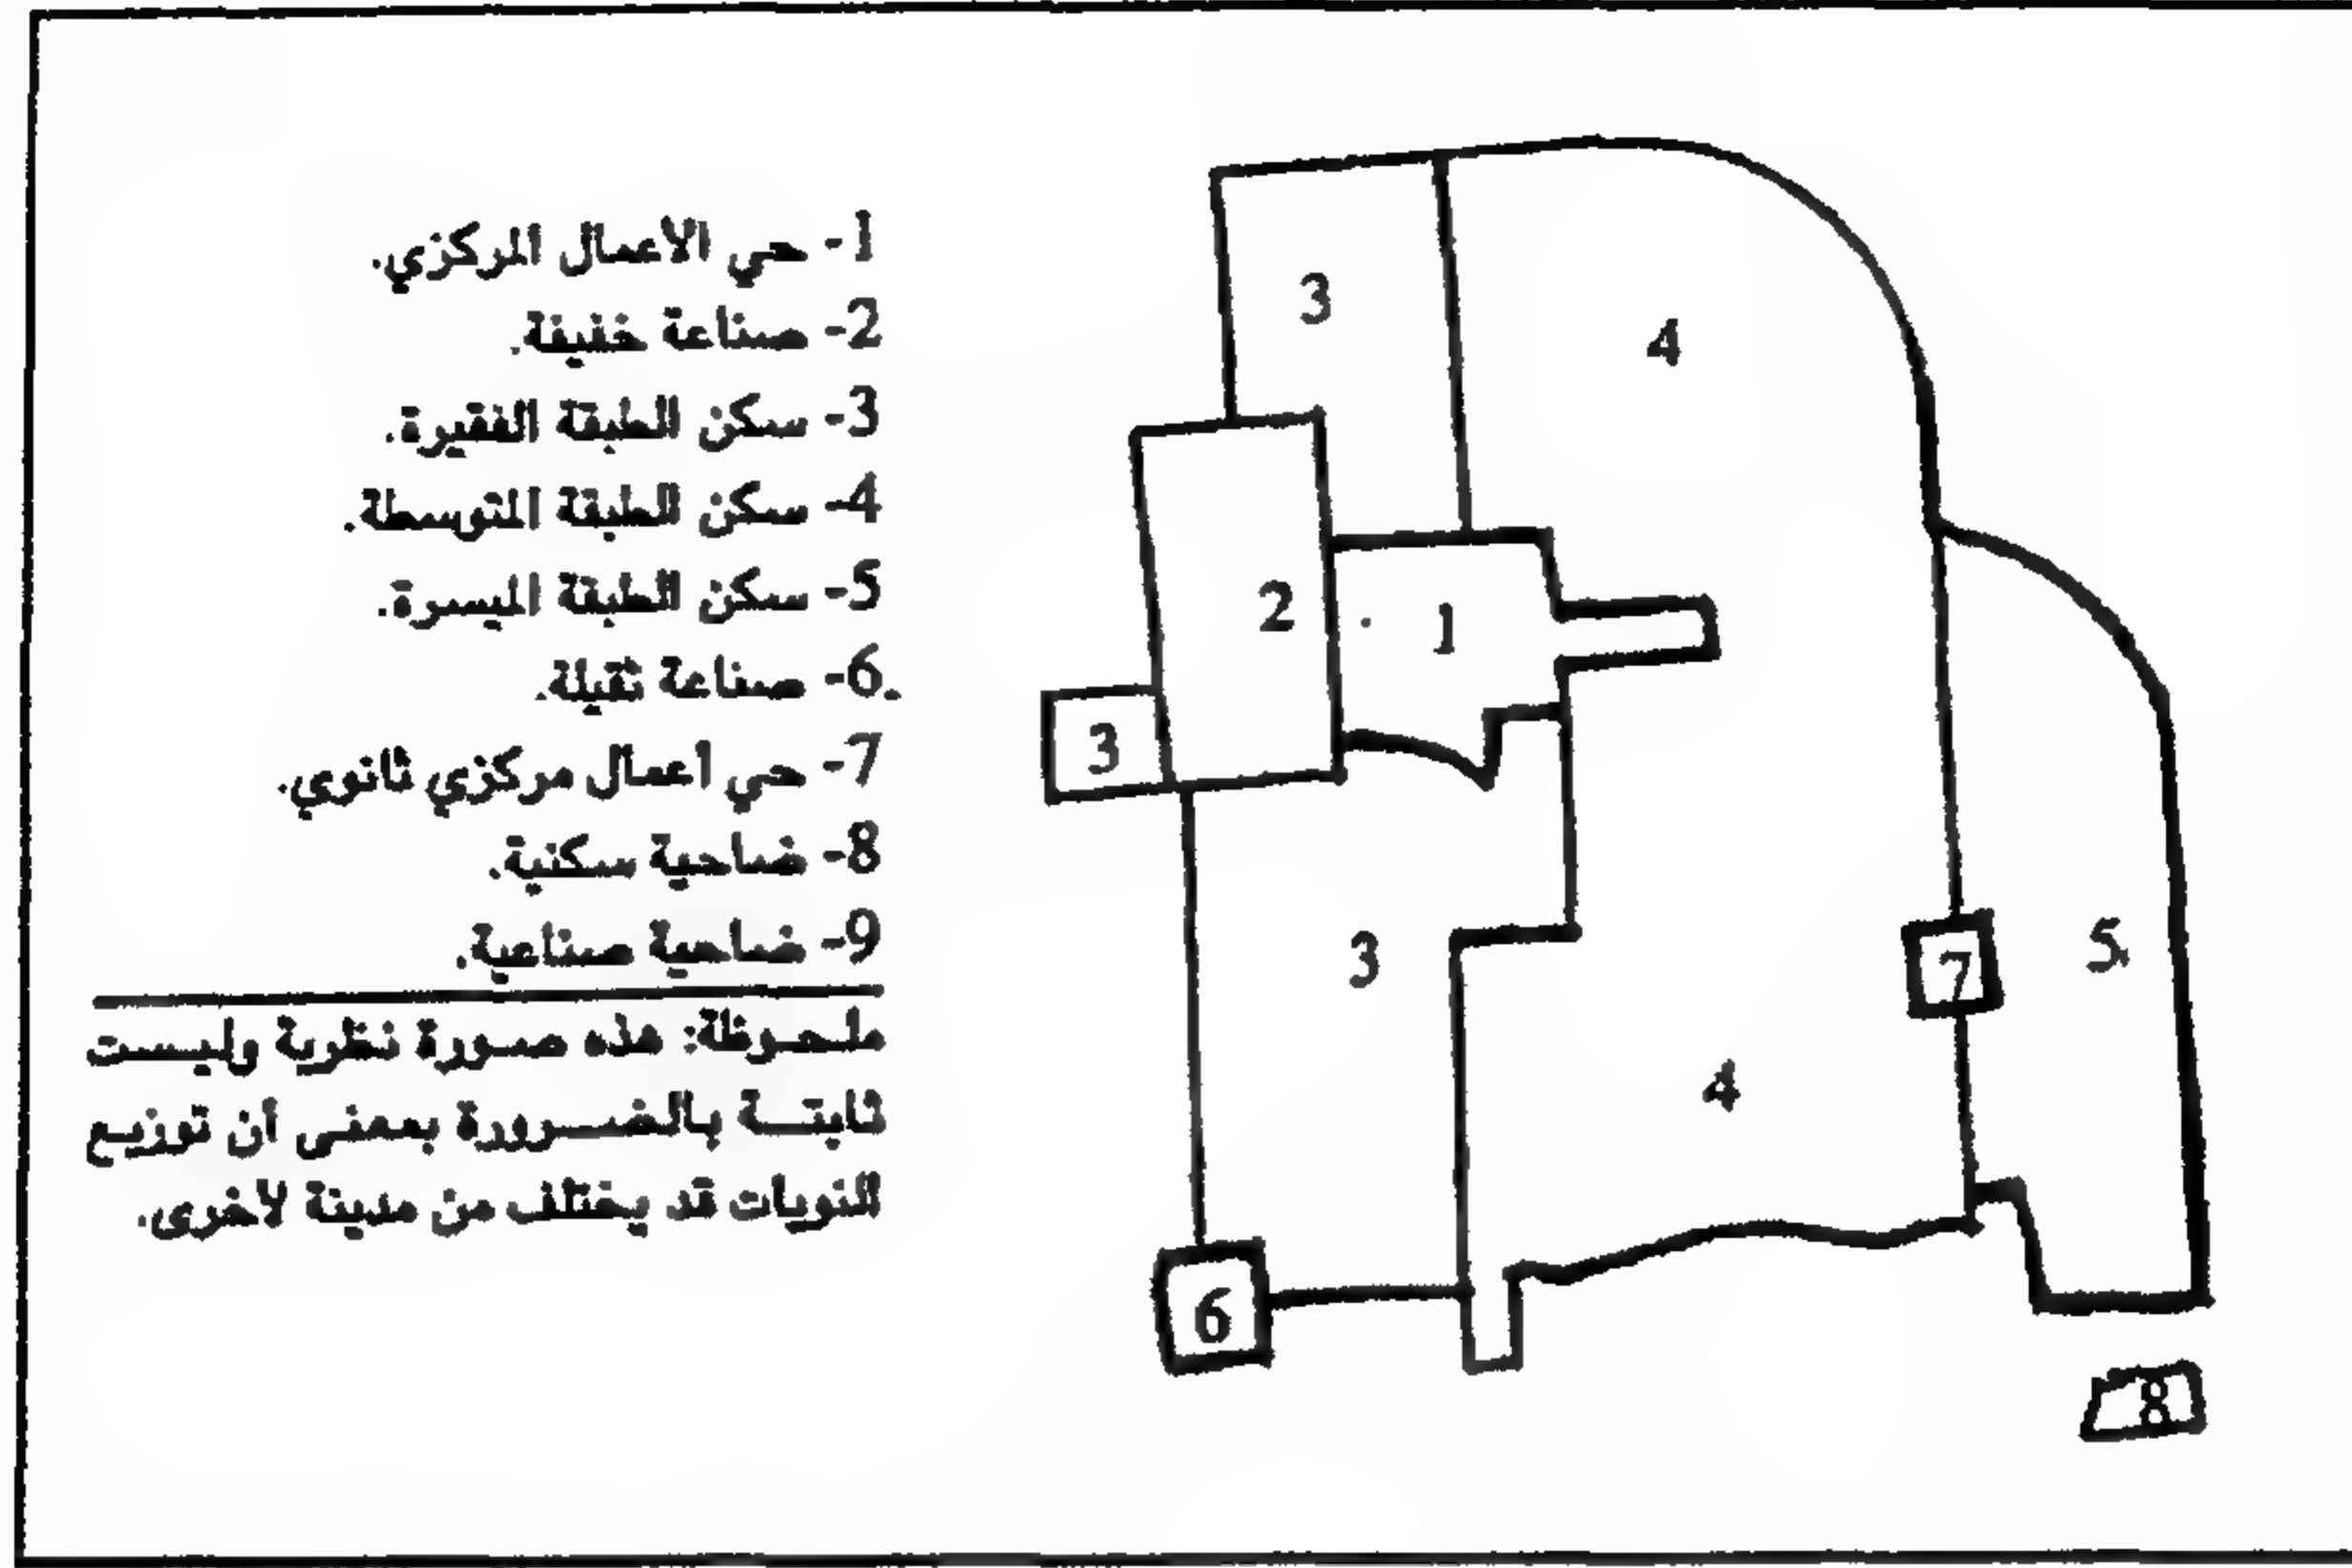 1- حي الاعمال المركزي.
2- صناعة خفيفة.
3- سكن الطبقة الفقيرة.
4- سكن الطبقة المتوسطة.
5- سكن الطبقة الميسرة.
6- صناعة ثقيلة.
7- حي اعمال مركزي ثانوي.
8- ضاحية سكنية.
9- ضاحية صناعية.
ملحوظة: هذه صورة نظرية وليست
ثابتة بالضرورة بمعنى أن توزيع
النويات قد يختلف من مدينة لاخرى.
3
4
2
1
3
3
7
5
4
6
8